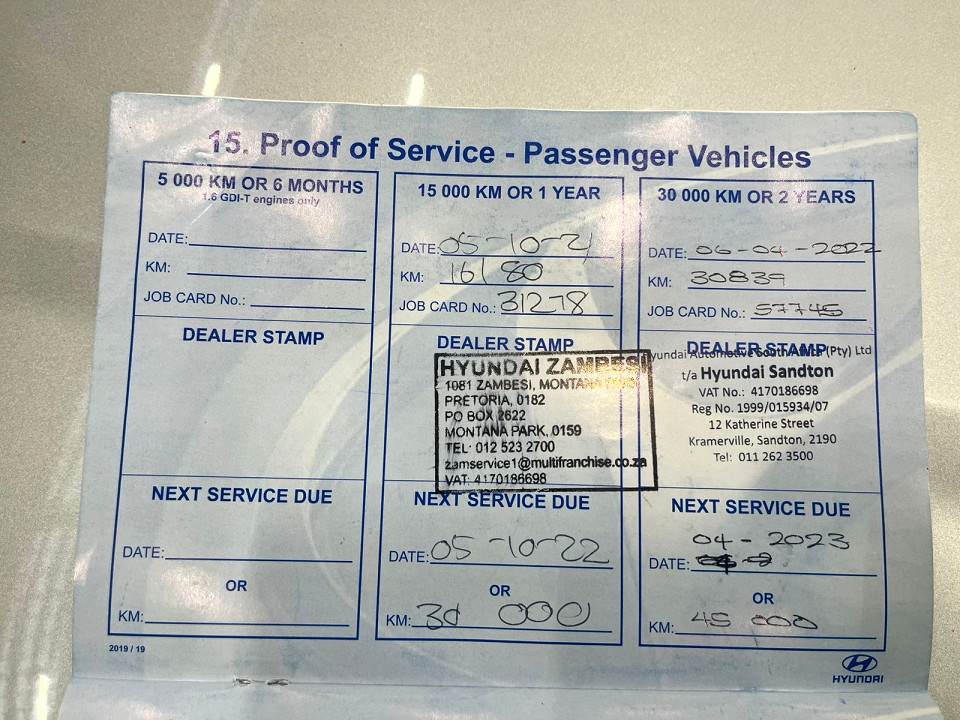 15. Proof of Service - Passenger Vehicles
5 000 KM OR 6 MONTHS
1.6 GDI-T engines only
DATE:
KM:
JOB CARD No.:
DEALER STAMP
NEXT SERVICE DUE
DATE:
OR
KM:
2019 / 19
15 000 KM OR 1 YEAR
DATE: 05-10-21
KM: 16180
JOB CARD No.: 31278
DEALER STAMP
HYUNDAI ZAMBESI
1081 ZAMBESI, MONTANA
PRETORIA, 0182
PO BOX 2622
MONTANA PARK, 0159
TEL: 012 523 2700
zamservice1@multifranchise.co.za
VAT: 4170186698
NEXT SERVICE DUE
DATE: 05-10-22
OR
KM: 30 000
30 000 KM OR 2 YEARS
DATE: 06-04-2022
KM: 30839
JOB CARD No.: 57745
DEALER STAMP
Hyundai Automotive South Africa (Pty) Ltd
t/a Hyundai Sandton
VAT No.: 4170186698
Reg No. 1999/015934/07
12 Katherine Street
Kramerville, Sandton, 2190
Tel: 011 262 3500
NEXT SERVICE DUE
04-2023
DATE:
OR
KM: 45 000
HYUNDAI